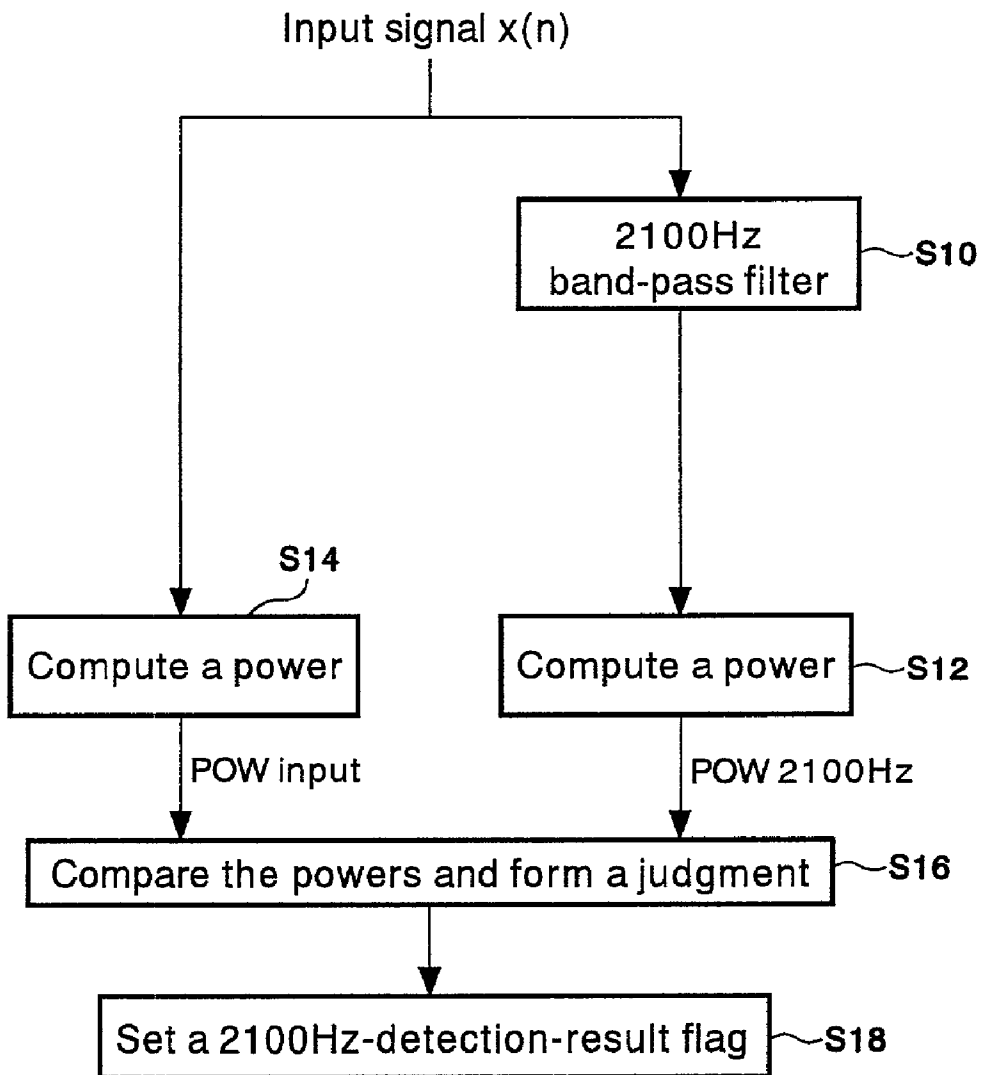 Input signal x(n)
2100Hz
band-pass filter
S10
S14
Compute a power
Compute a power
S12
POW input
POW 2100Hz
Compare the powers and form a judgment
S16
Set a 2100Hz-detection-result flag
S18